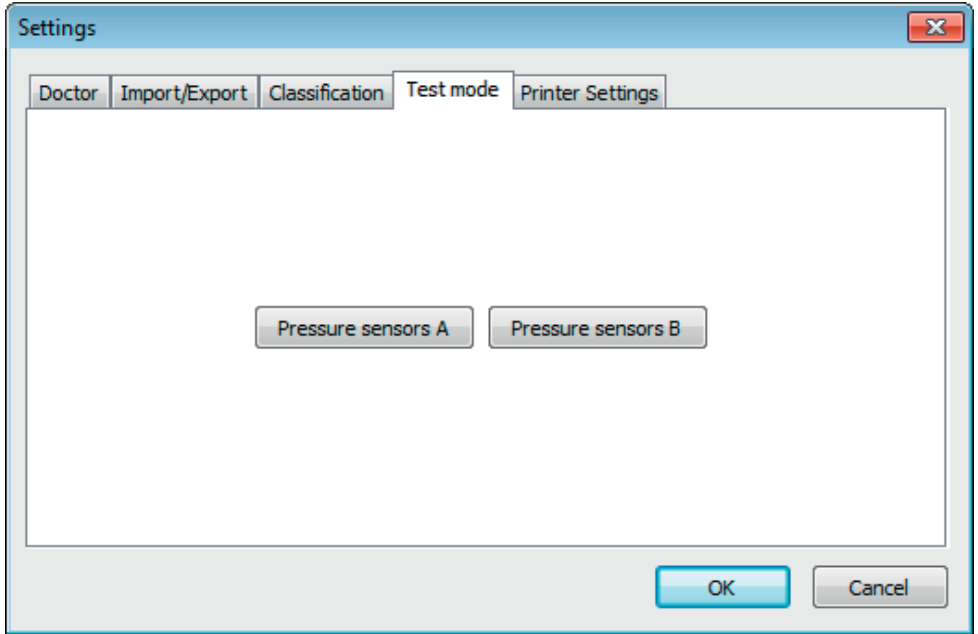 Settings
Doctor Import/Export Classification Test mode Printer Settings
Pressure sensors A Pressure sensors B
OK Cancel